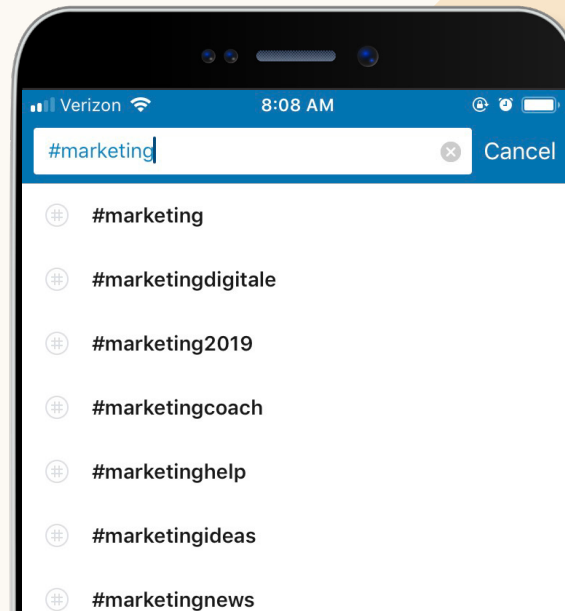 Verizon 8:08 AM
#marketing Cancel
#marketing
#marketingdigitale
#marketing2019
#marketingcoach
#marketinghelp
#marketingideas
#marketingnews